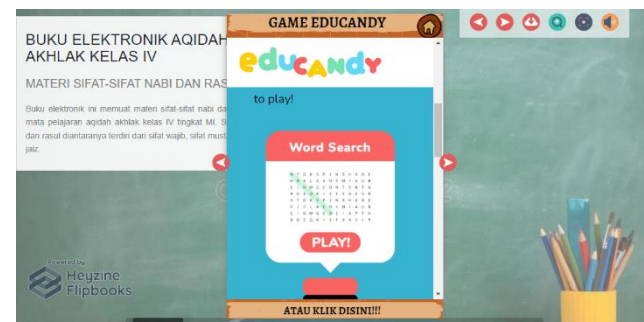 BUKU ELEKTRONIK AQIDAH
AKHLAK KELAS IV
MATERI SIFAT-SIFAT NABI DAN RAS
Buku elektronik ini memuat materi sifat-sifat nabi da
mata pelajaran aqidah akhlak kelas IV tingkat MI. S
dan rasul diantaranya terdiri dari sifat wajib, sifat must
jaiz.
GAME EDUCANDY
eduCANDY
to play!
Word Search
PLAY!
ATAU KLIK DISINI!!!
Powered by
Heyzine
Flipbooks